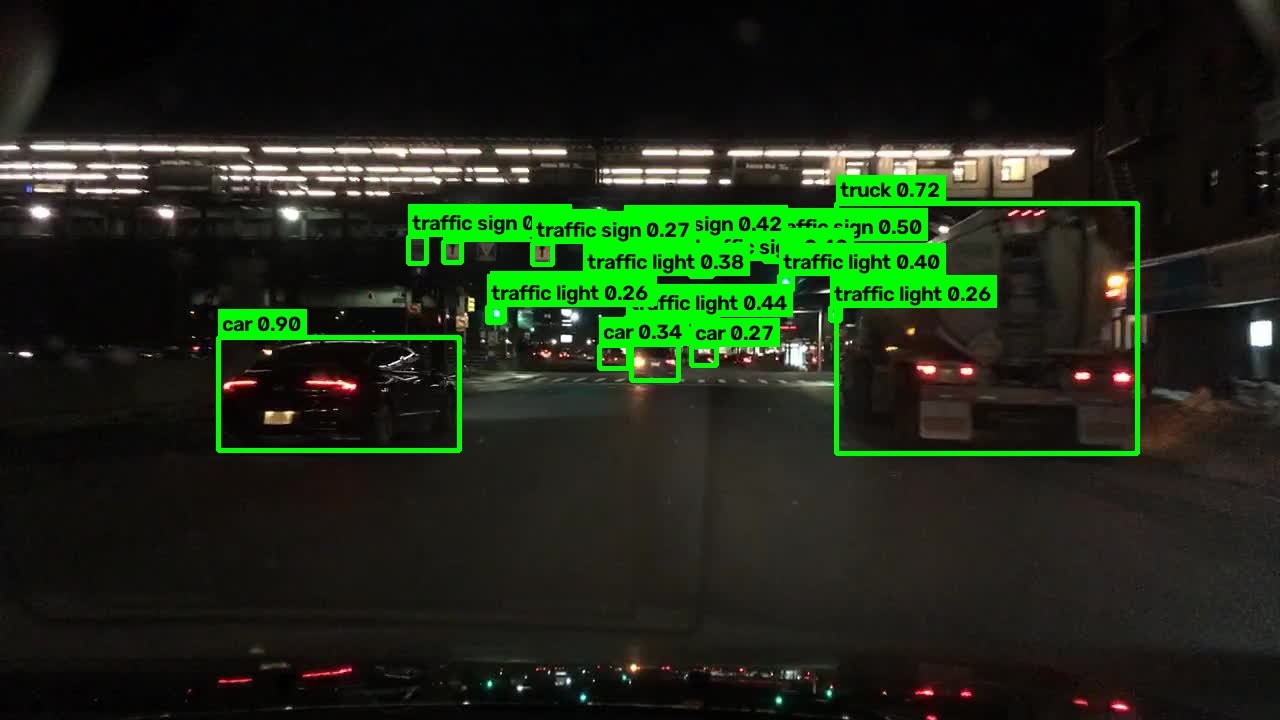 truck 0.72
traffic sign 0.
traffic sign 0.27
sign 0.42
affic sign 0.50
traffic light 0.38
traffic light 0.40
traffic light 0.26
affic light 0.44
traffic light 0.26
car 0.90
car 0.34
car 0.27